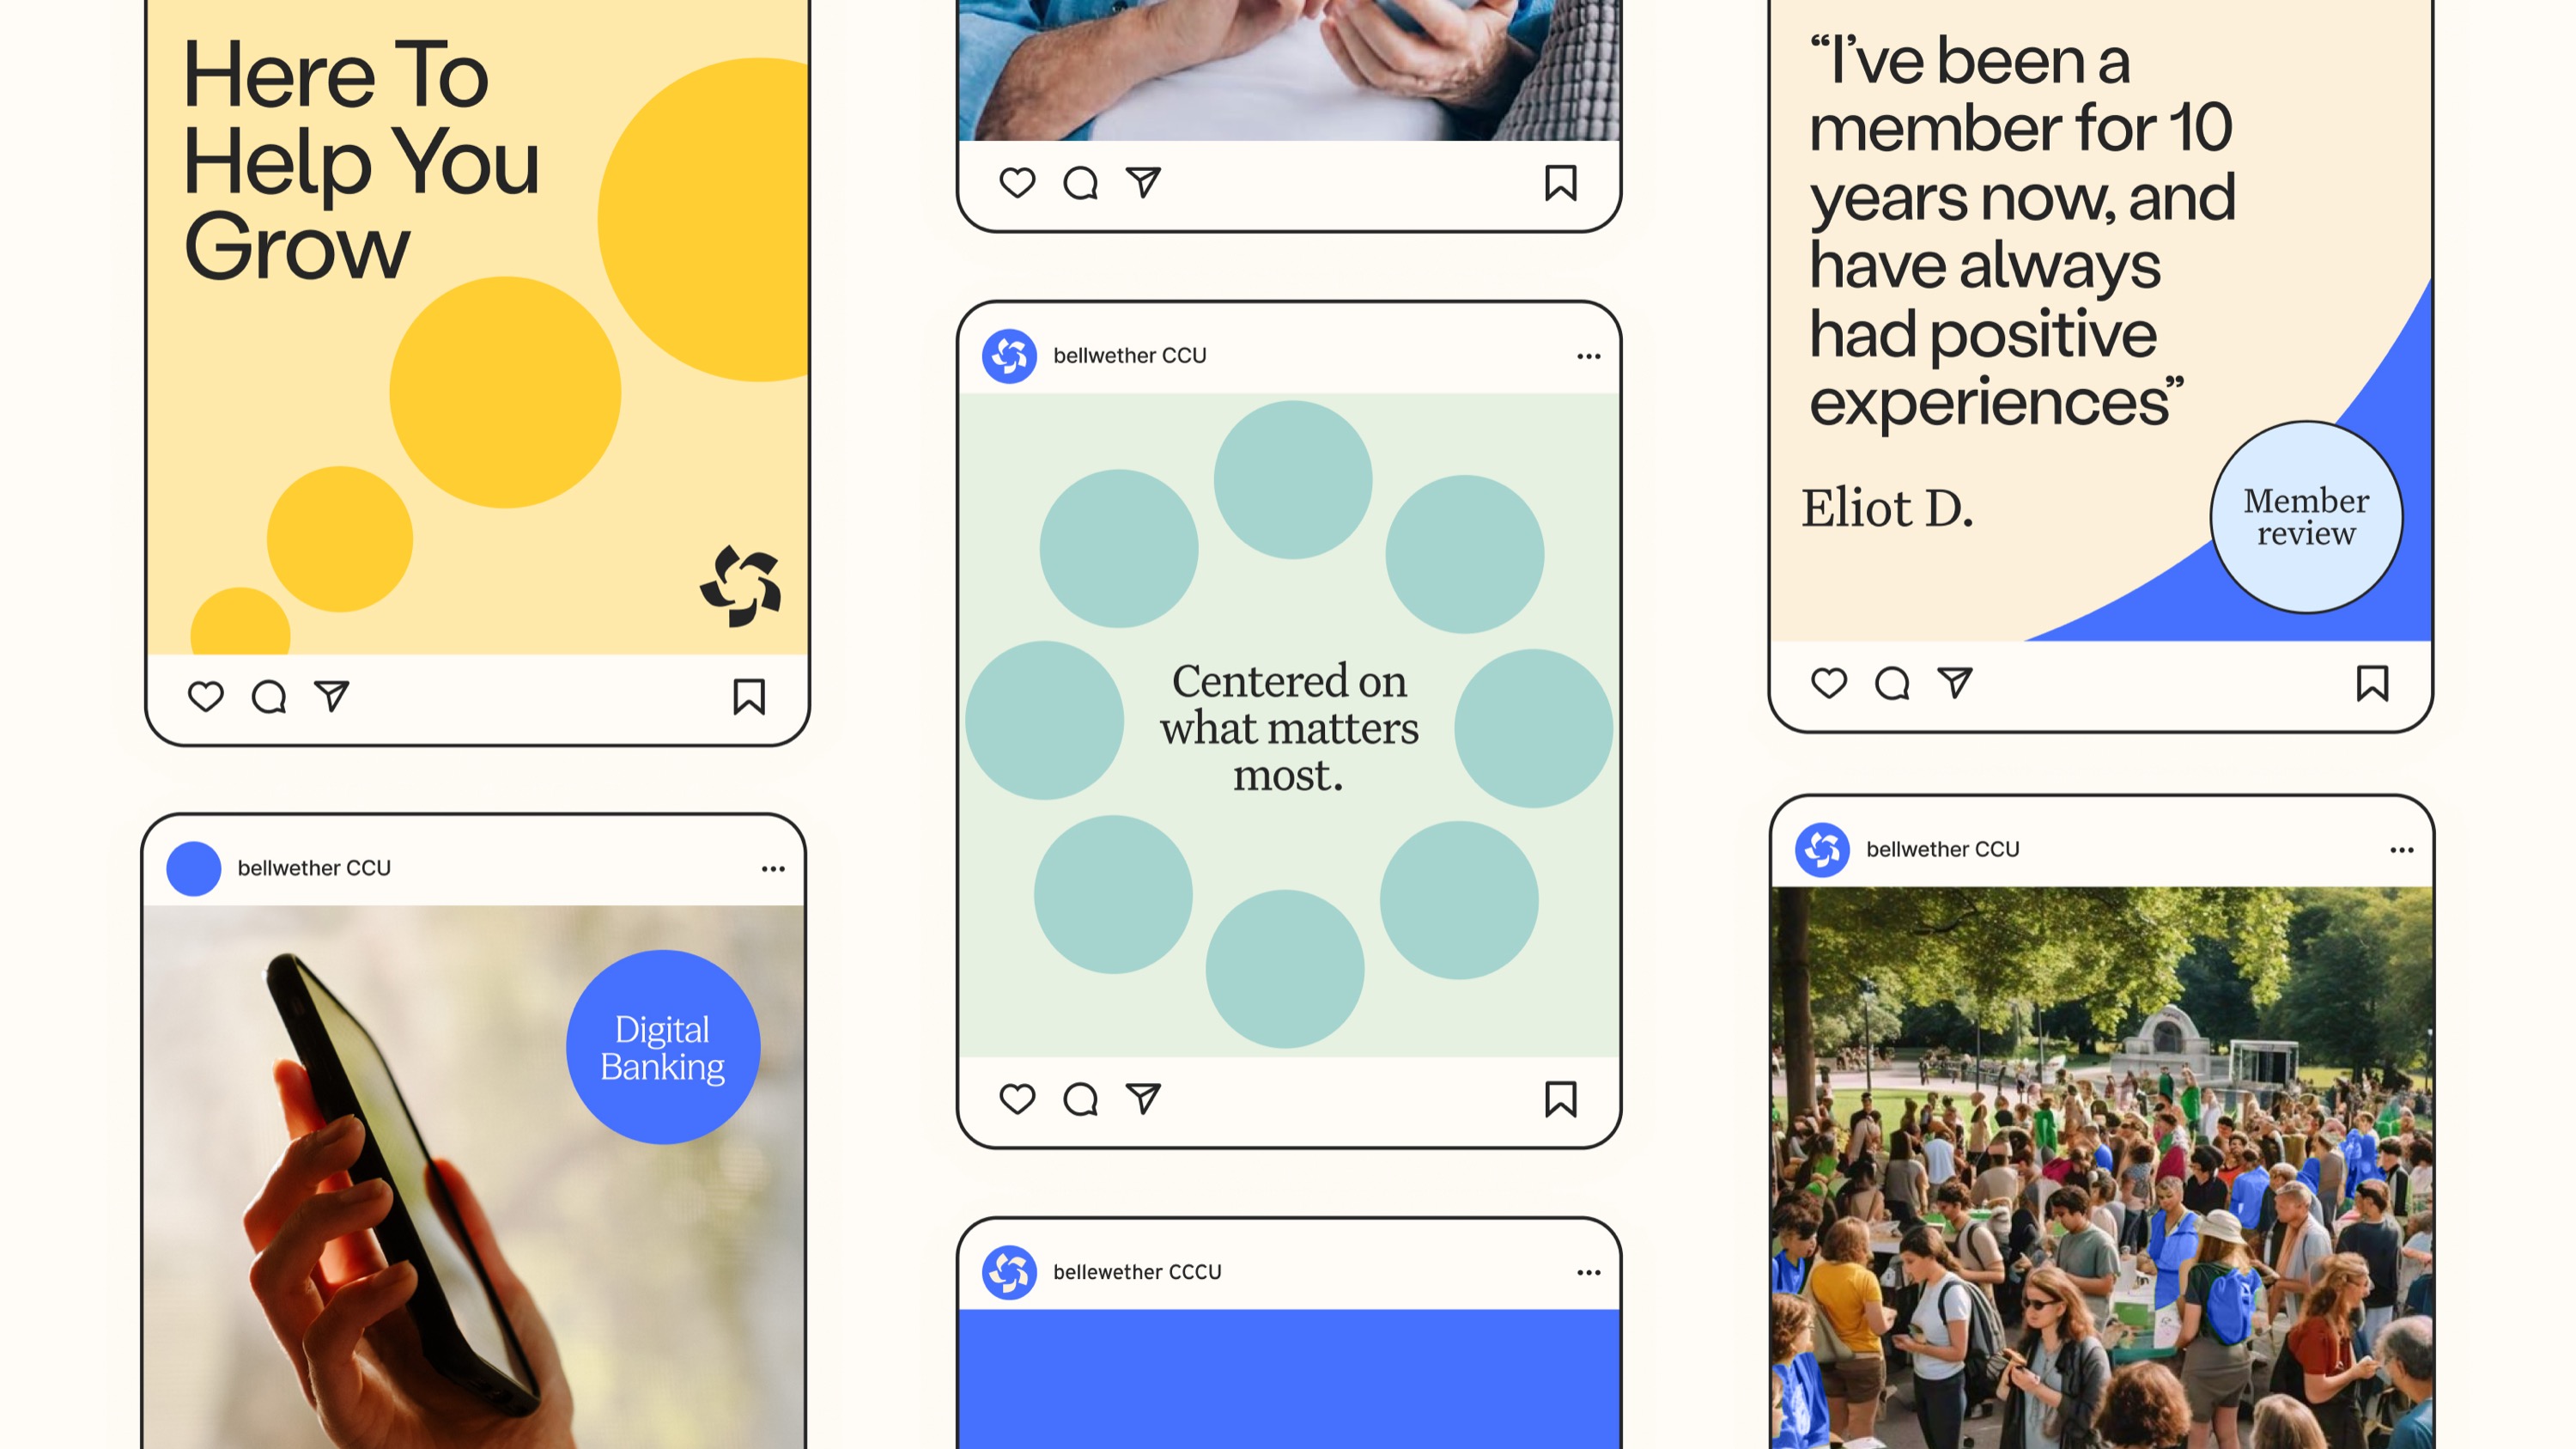 Here To
Help You
Grow
bellwether CCU
Digital
Banking
bellwether CCU
Centered on
what matters
most.
bellewether CCCU
“I’ve been a
member for 10
years now, and
have always
had positive
experiences”
Eliot D.
Member
review
bellwether CCU